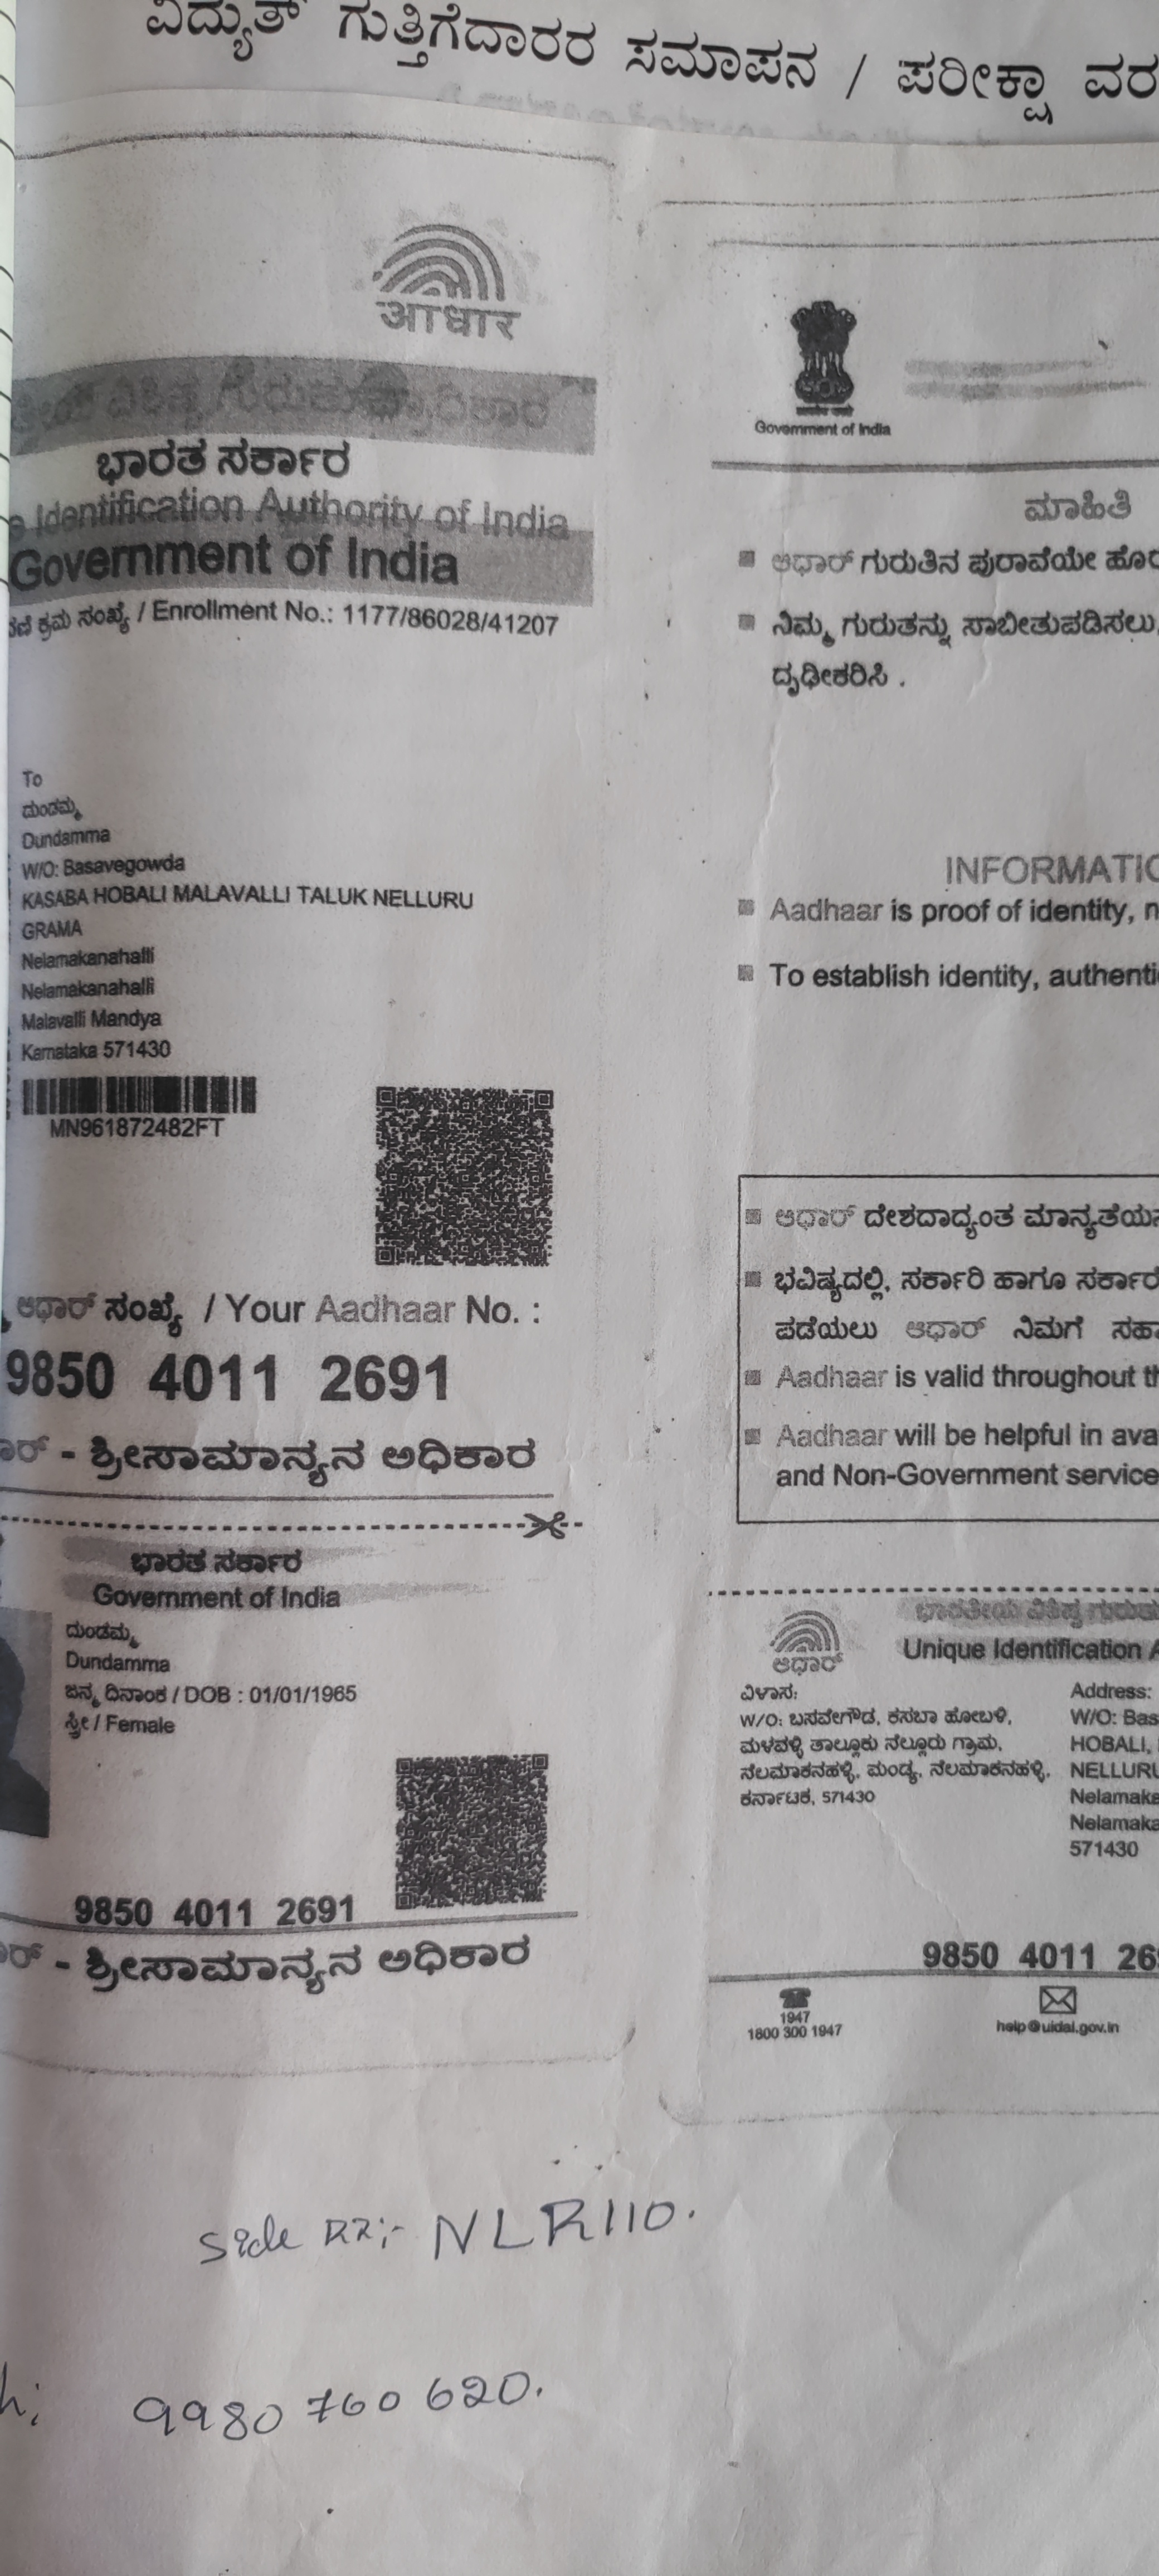 ವಿದ್ಯುತ್ ಗುತ್ತಿಗೆದಾರರ ಸಮಾಪನ / ಪರೀಕ್ಷಾ ವರ
आधार
ಭಾರತ ಸರ್ಕಾರ
Identification Authority of India
Government of India
ಕ್ರಮ ಸಂಖ್ಯೆ / Enrollment No.: 1177/86028/41207
To
ದುಂಡಮ್ಮ
Dundamma
W/O: Basavegowda
KASABA HOBALI MALAVALLI TALUK NELLURU
GRAMA
Nelamakanahalli
Nelamakanahalli
Malavalli Mandya
Karnataka 571430
MN961872482FT
ಆಧಾರ್ ಸಂಖ್ಯೆ / Your Aadhaar No. :
9850 4011 2691
- ಶ್ರೀಸಾಮಾನ್ಯನ ಅಧಿಕಾರ
ಭಾರತ ಸರ್ಕಾರ
Government of India
ದುಂಡಮ್ಮ
Dundamma
ಜನ್ಮ ದಿನಾಂಕ / DOB : 01/01/1965
ಸ್ತ್ರೀ / Female
9850 4011 2691
- ಶ್ರೀಸಾಮಾನ್ಯನ ಅಧಿಕಾರ
Government of India
ಮಾಹಿತಿ
ಆಧಾರ್ ಗುರುತಿನ ಪುರಾವೆಯೇ ಹೊರ
ನಿಮ್ಮ ಗುರುತನ್ನು ಸಾಬೀತುಪಡಿಸಲು,
ದೃಢೀಕರಿಸಿ .
INFORMATIO
Aadhaar is proof of identity, n
To establish identity, authenti
ಆಧಾರ್ ದೇಶದಾದ್ಯಂತ ಮಾನ್ಯತೆಯ
ಭವಿಷ್ಯದಲ್ಲಿ, ಸರ್ಕಾರಿ ಹಾಗೂ ಸರ್ಕಾರ
ಪಡೆಯಲು ಆಧಾರ್ ನಿಮಗೆ ಸಹಾ
Aadhaar is valid throughout th
Aadhaar will be helpful in ava
and Non-Government service
ಆಧಾರ್
Unique Identification A
ವಿಳಾಸ:
W/O: ಬಸವೇಗೌಡ, ಕಸಬಾ ಹೋಬಳಿ,
ಮಳವಳ್ಳಿ ತಾಲ್ಲೂಕು ನೆಲ್ಲೂರು ಗ್ರಾಮ,
ನೆಲಮಾಕನಹಳ್ಳಿ, ಮಂಡ್ಯ, ನೆಲಮಾಕನಹಳ್ಳಿ,
ಕರ್ನಾಟಕ, 571430
Address:
W/O: Bas
HOBALI,
NELLURU
Nelamaka
Nelamaka
571430
9850 4011 269
1947
1800 300 1947
help@uidai.gov.in
Side RR:- NLR110.
9980 760 620.